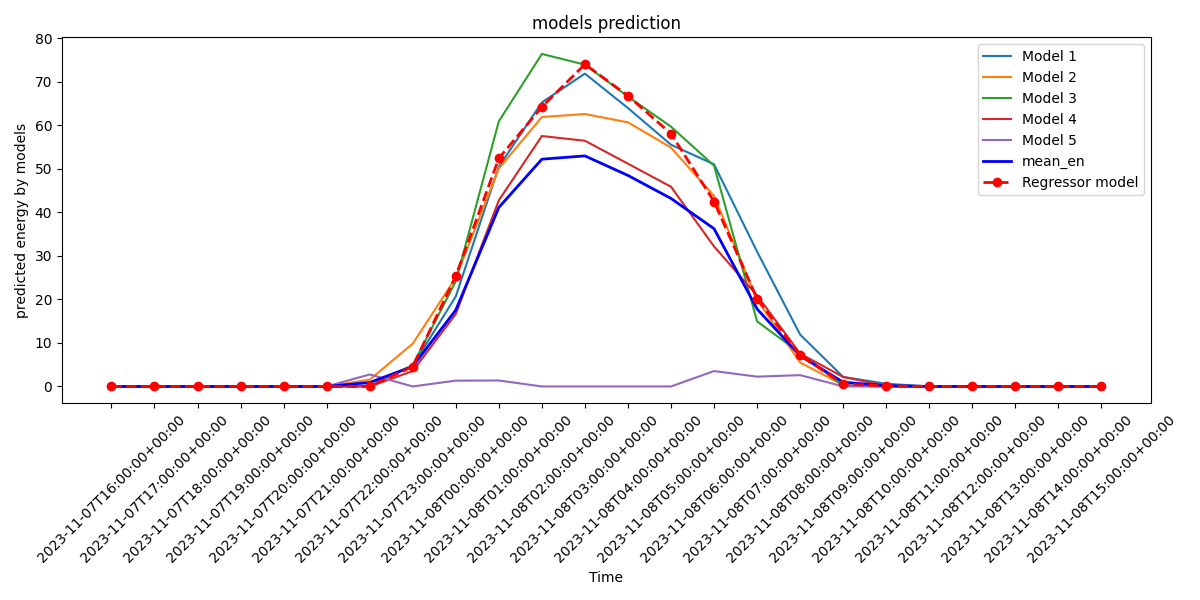 models prediction
predicted energy by models
80
70
60
50
40
30
20
10
0
Model 1
Model 2
Model 3
Model 4
Model 5
mean_en
Regressor model
2023-11-07T16:00:00+00:00
2023-11-07T17:00:00+00:00
2023-11-07T18:00:00+00:00
2023-11-07T19:00:00+00:00
2023-11-07T20:00:00+00:00
2023-11-07T21:00:00+00:00
2023-11-07T22:00:00+00:00
2023-11-07T23:00:00+00:00
2023-11-08T00:00:00+00:00
2023-11-08T01:00:00+00:00
2023-11-08T02:00:00+00:00
2023-11-08T03:00:00+00:00
2023-11-08T04:00:00+00:00
2023-11-08T05:00:00+00:00
2023-11-08T06:00:00+00:00
2023-11-08T07:00:00+00:00
2023-11-08T08:00:00+00:00
2023-11-08T09:00:00+00:00
2023-11-08T10:00:00+00:00
2023-11-08T11:00:00+00:00
2023-11-08T12:00:00+00:00
2023-11-08T13:00:00+00:00
2023-11-08T14:00:00+00:00
2023-11-08T15:00:00+00:00
Time